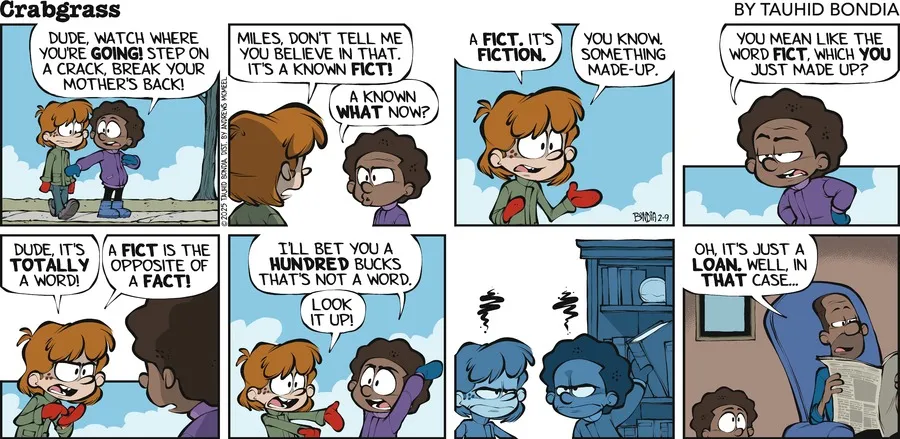 Crabgrass
BY TAUHID BONDIA
DUDE, WATCH WHERE
YOU'RE GOING! STEP ON
A CRACK, BREAK YOUR
MOTHER'S BACK!
©2025 TAUHID BONDIA. DIST. BY ANDREWS MCMEEL
MILES, DON'T TELL ME
YOU BELIEVE IN THAT.
IT'S A KNOWN FICT!
A KNOWN
WHAT NOW?
A FICT. IT'S
FICTION.
YOU KNOW.
SOMETHING
MADE-UP.
BONDIA 2-9
YOU MEAN LIKE THE
WORD FICT, WHICH YOU
JUST MADE UP?
DUDE, IT'S
TOTALLY
A WORD!
A FICT IS THE
OPPOSITE OF
A FACT!
I'LL BET YOU A
HUNDRED BUCKS
THAT'S NOT A WORD.
LOOK
IT UP!
OH, IT'S JUST A
LOAN. WELL, IN
THAT CASE...